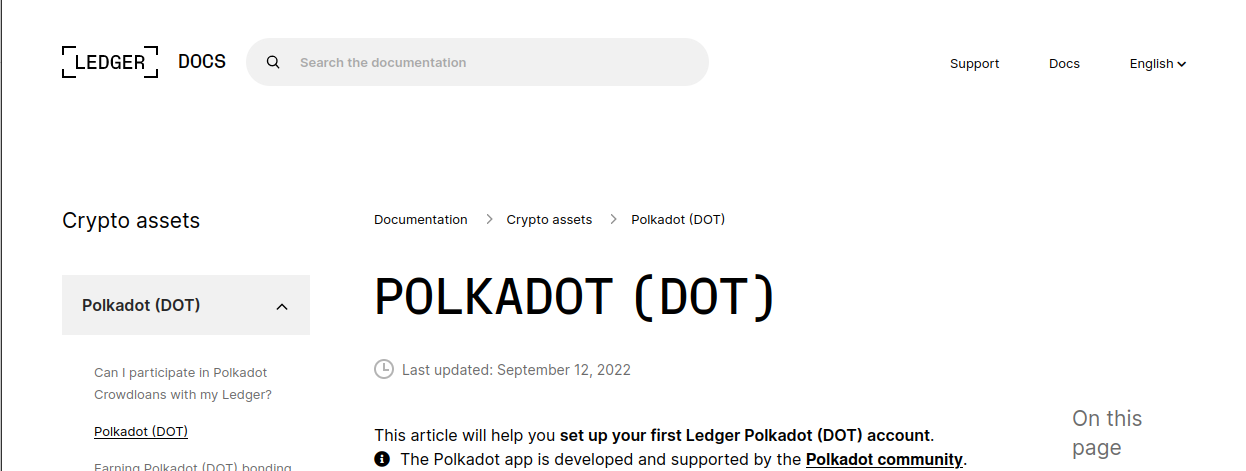 LEDGER DOCS Search the documentation Support Docs English
Crypto assets
Documentation > Crypto assets > Polkadot (DOT)
Polkadot (DOT)
POLKADOT (DOT)
Last updated: September 12, 2022
Can I participate in Polkadot
Crowdloans with my Ledger?
Polkadot (DOT)
Earning Polkadot (DOT) bonding
This article will help you set up your first Ledger Polkadot (DOT) account.
The Polkadot app is developed and supported by the Polkadot community.
On this
page